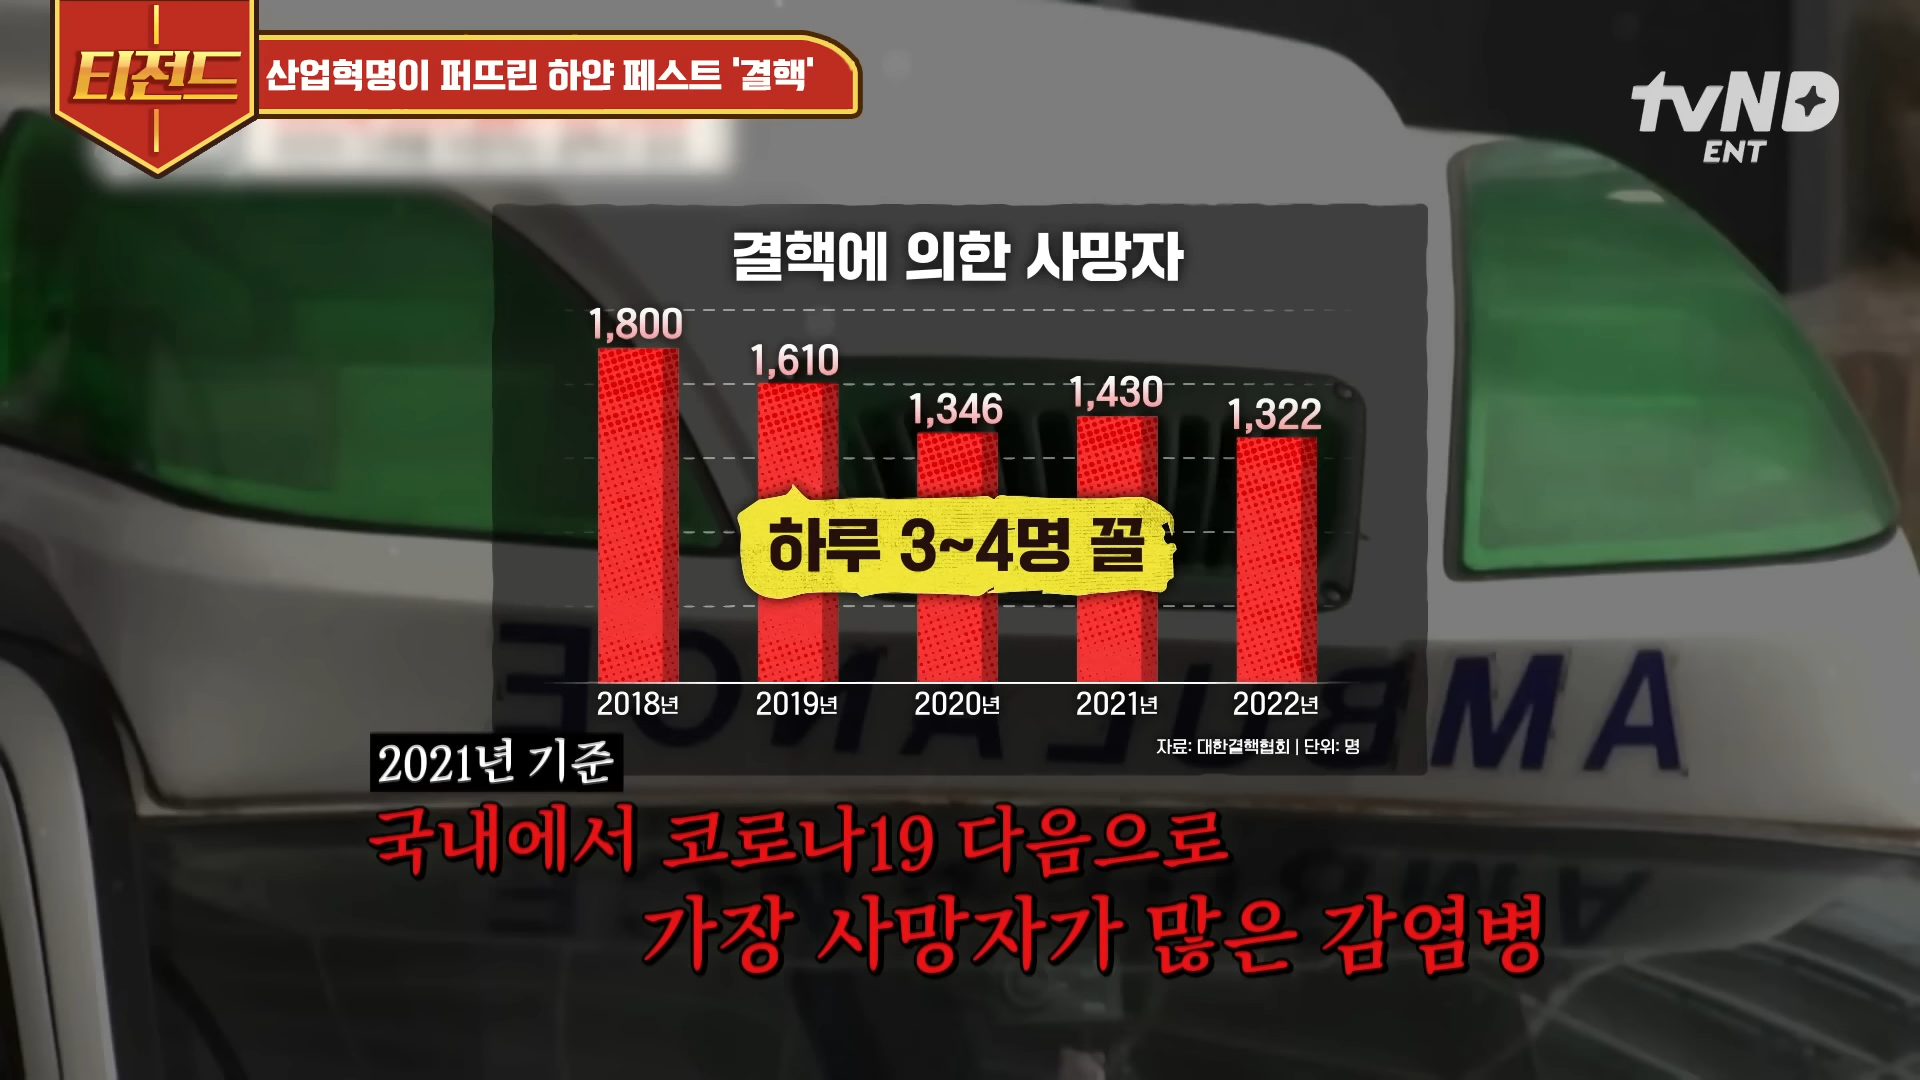 티전드
산업혁명이 퍼뜨린 하얀 페스트 '결핵'
tvND
ENT
결핵에 의한 사망자
1,800
1,610
1,346
1,430
1,322
하루 3~4명 꼴
2018년
2019년
2020년
2021년
2022년
자료: 대한결핵협회 | 단위: 명
AMBULANCE
2021년 기준
국내에서 코로나19 다음으로
가장 사망자가 많은 감염병